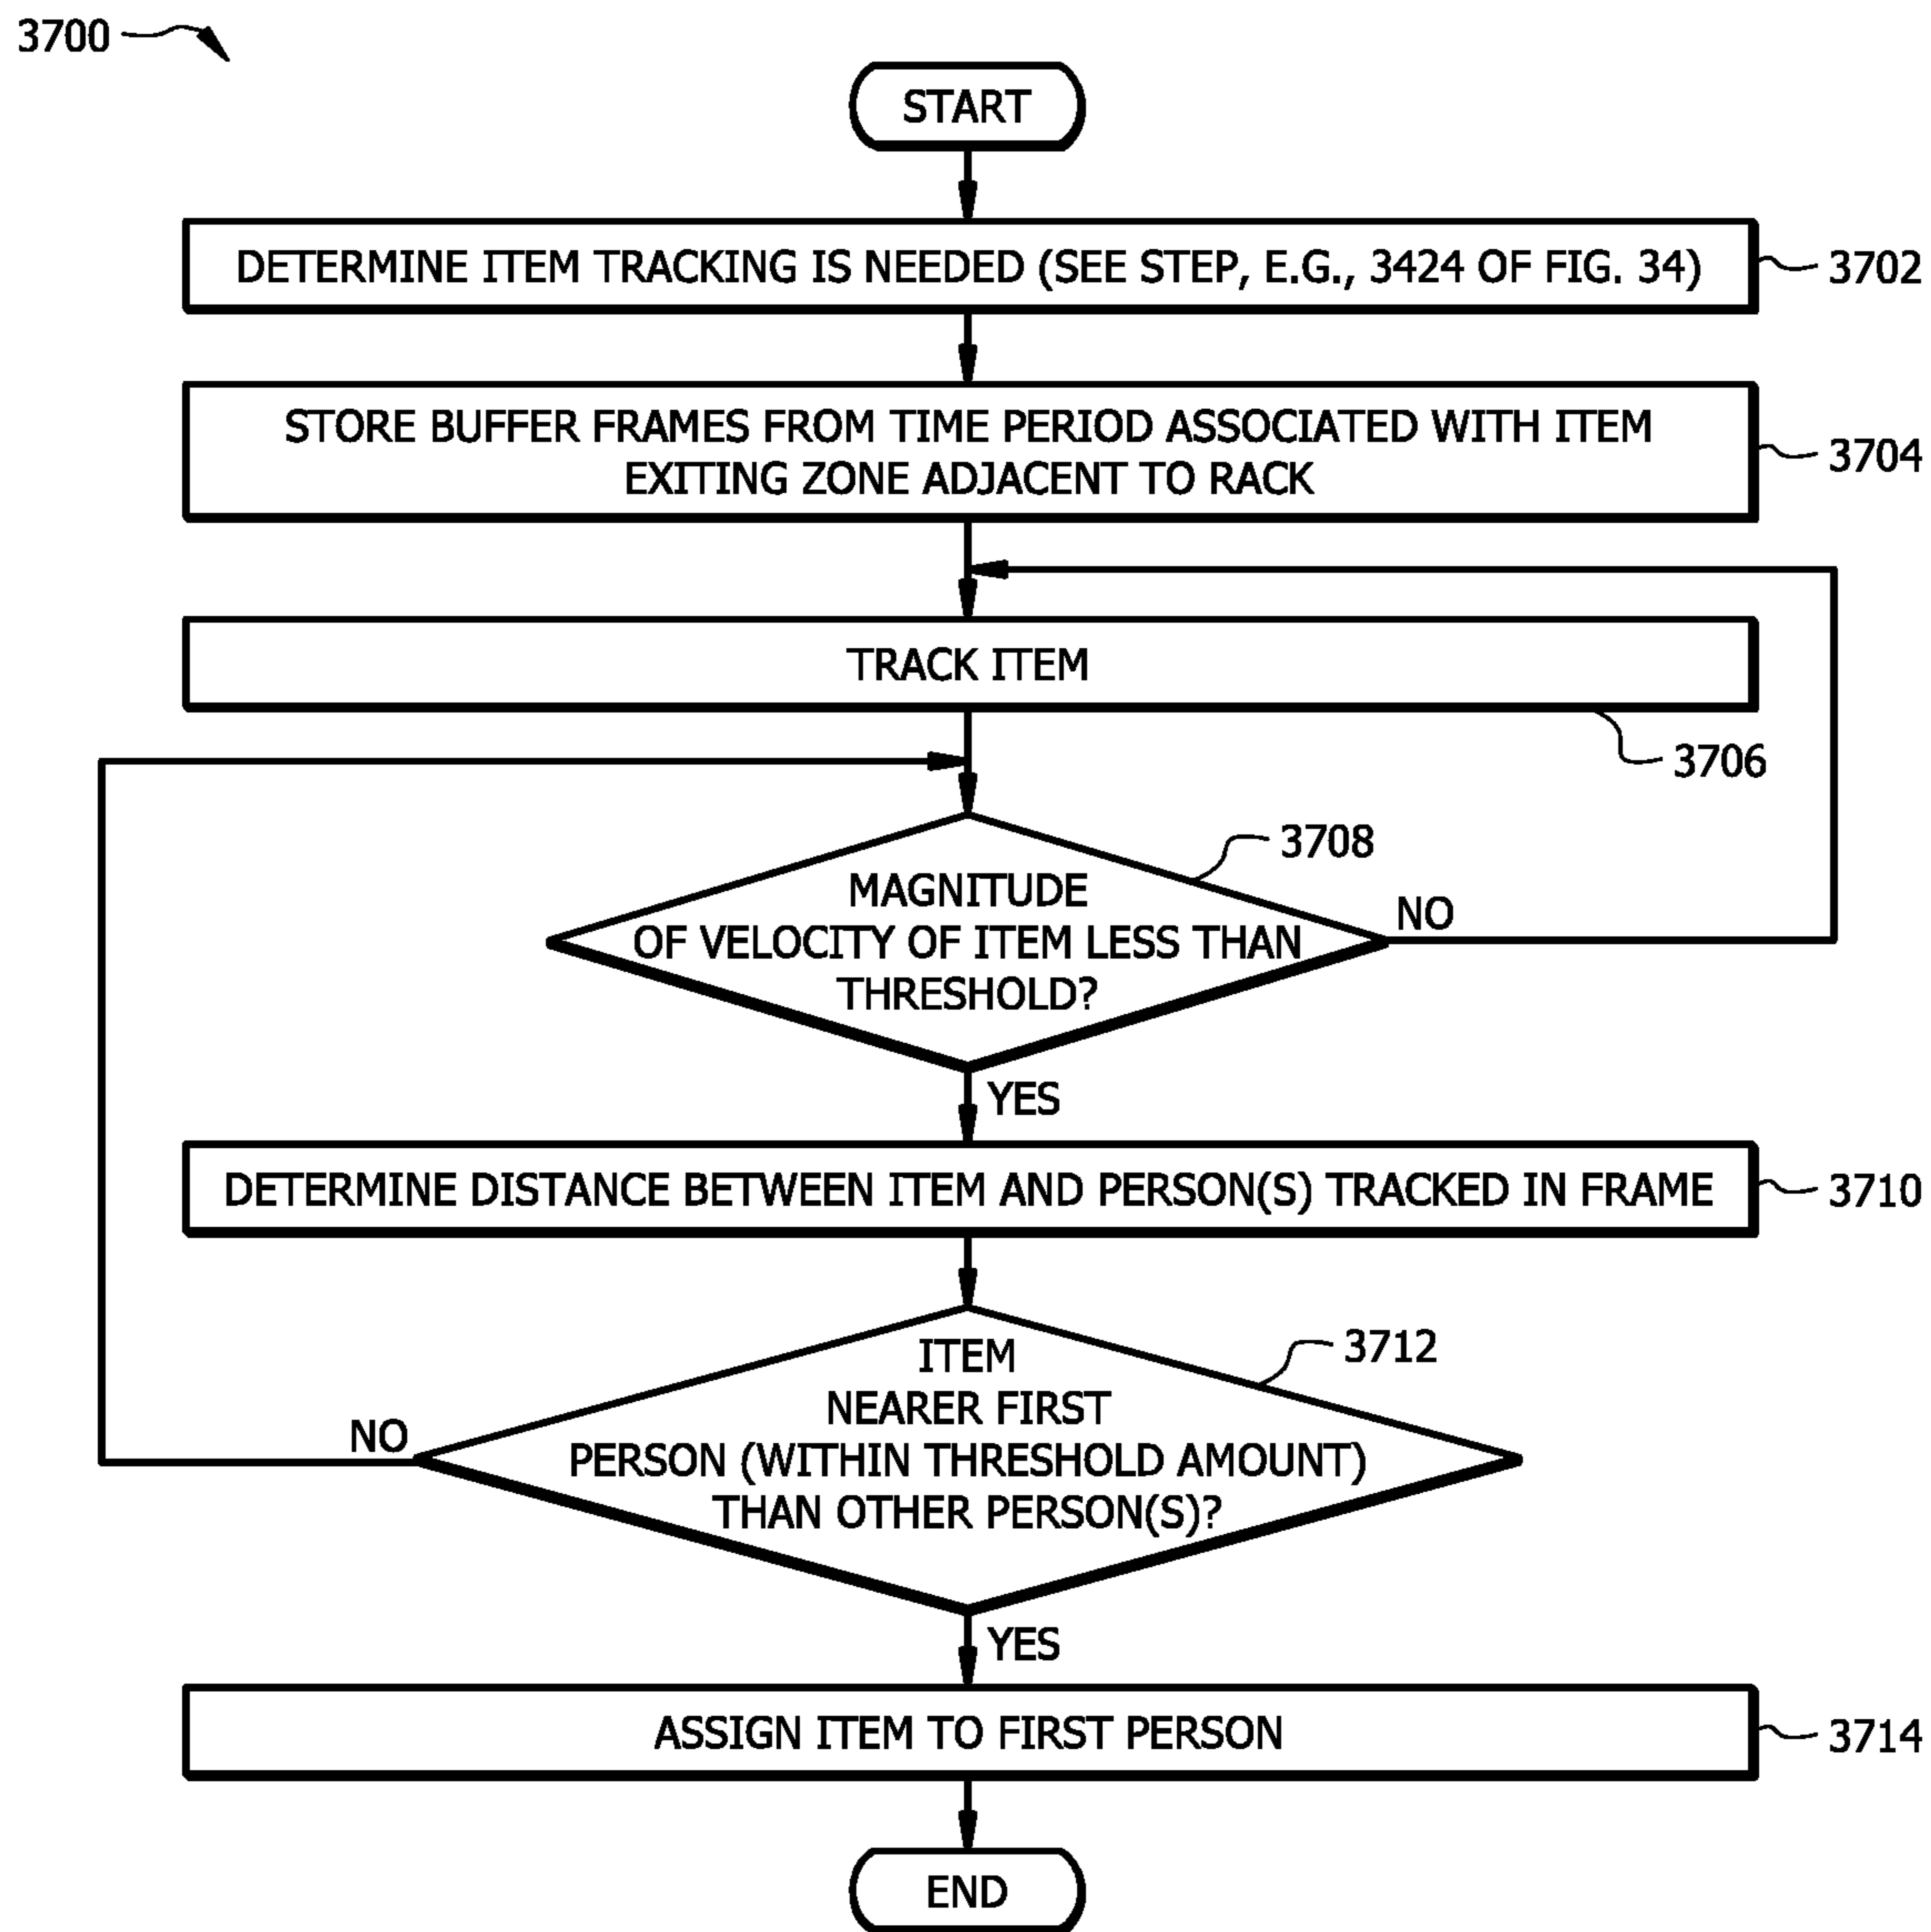 3700
START
DETERMINE ITEM TRACKING IS NEEDED (SEE STEP, E.G., 3424 OF FIG. 34)
3702
STORE BUFFER FRAMES FROM TIME PERIOD ASSOCIATED WITH ITEM
EXITING ZONE ADJACENT TO RACK
3704
TRACK ITEM
3706
3708
MAGNITUDE
OF VELOCITY OF ITEM LESS THAN
THRESHOLD?
NO
YES
DETERMINE DISTANCE BETWEEN ITEM AND PERSON(S) TRACKED IN FRAME
3710
3712
ITEM
NEARER FIRST
PERSON (WITHIN THRESHOLD AMOUNT)
THAN OTHER PERSON(S)?
NO
YES
ASSIGN ITEM TO FIRST PERSON
3714
END